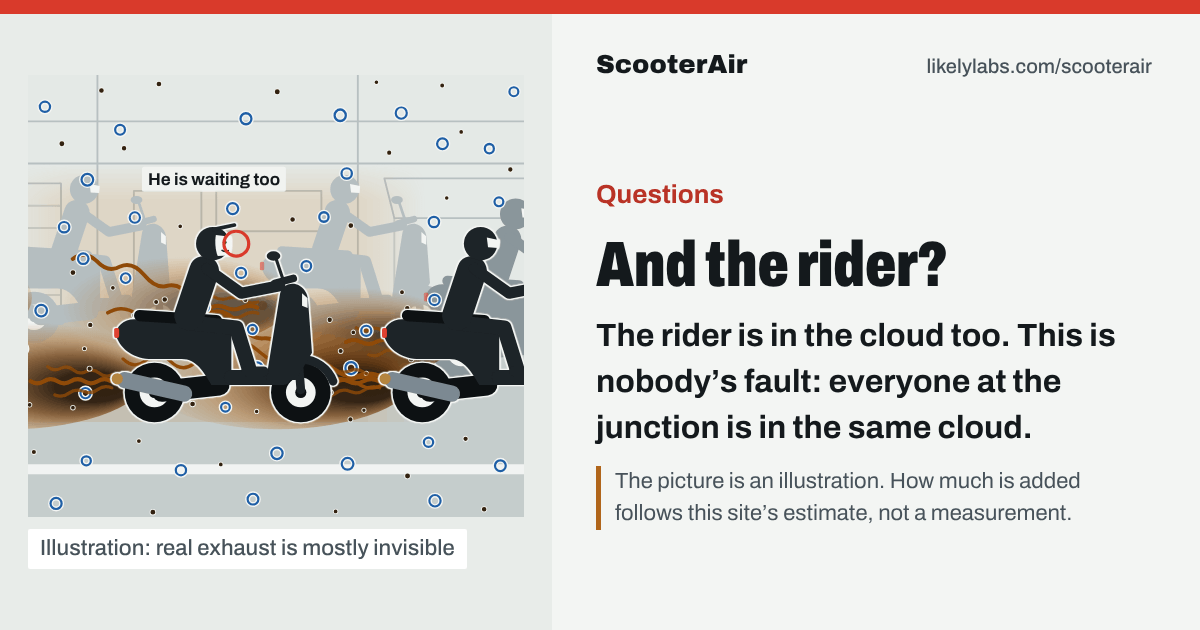 He is waiting too
Illustration: real exhaust is mostly invisible
ScooterAir
likelylabs.com/scooterair
Questions
And the rider?
The rider is in the cloud too. This is
nobody’s fault: everyone at the
junction is in the same cloud.
The picture is an illustration. How much is added
follows this site’s estimate, not a measurement.